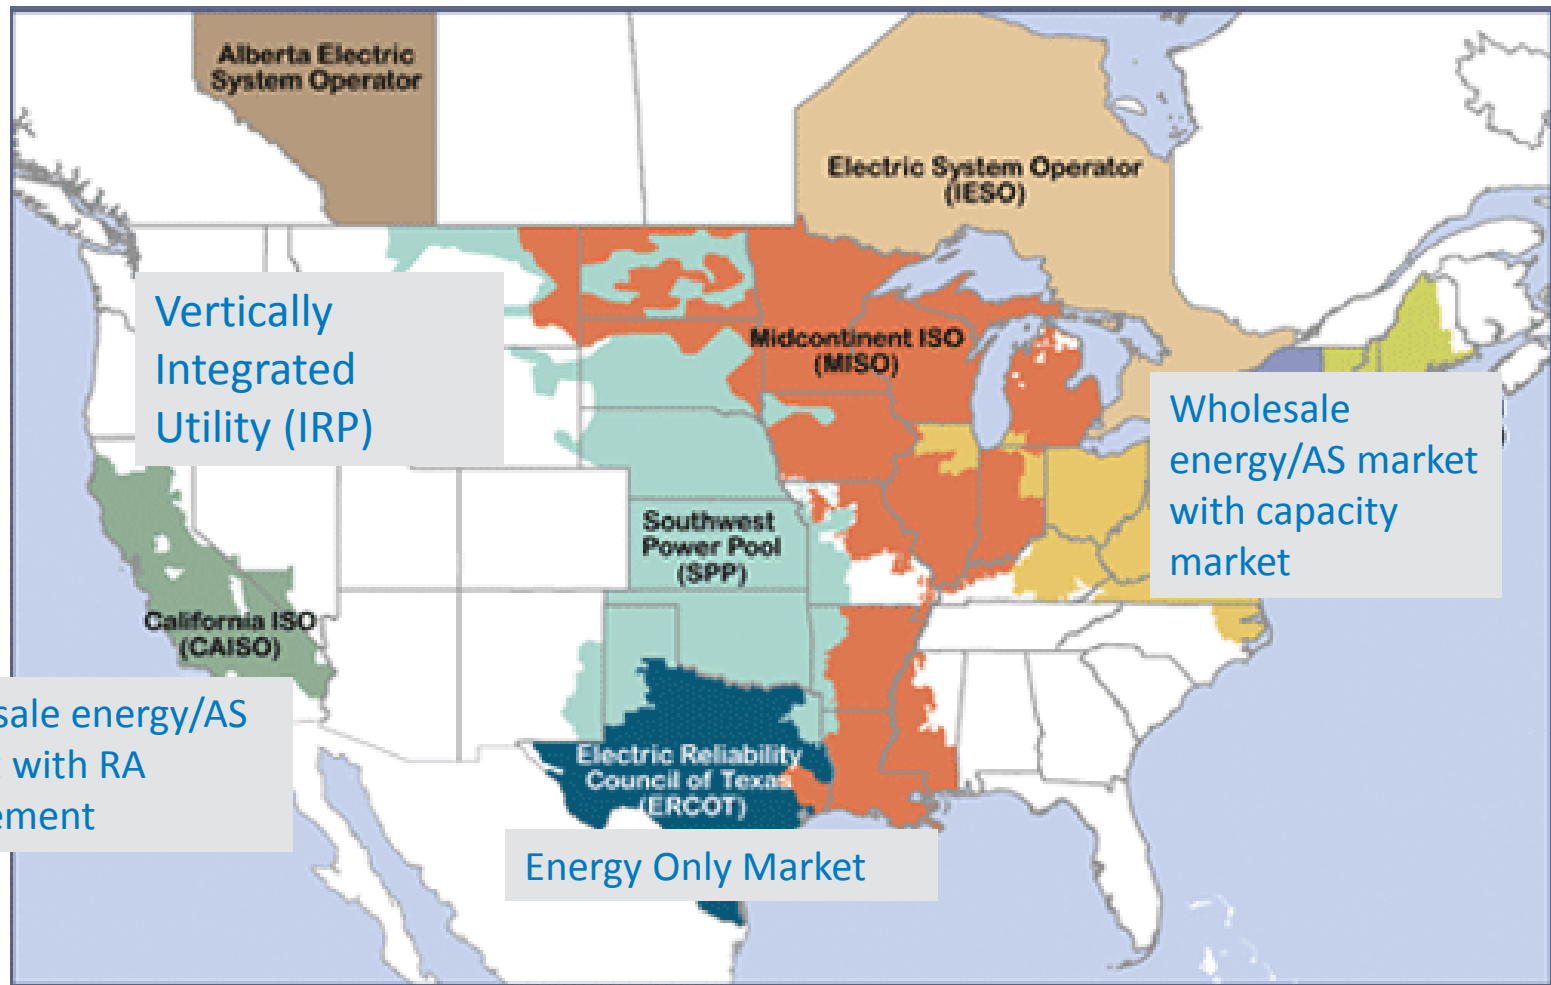 Alberta Electric
System Operator
Electric System Operator
(IESO)
Vertically
Integrated
Utility (IRP)
Midcontinent ISO
(MISO)
Wholesale
energy/AS market
with capacity
market
Southwest
Power Pool
(SPP)
California ISO
(CAISO)
sale energy/AS
with RA
ement
Electric Reliability
Council of Texas
(ERCOT)
Energy Only Market